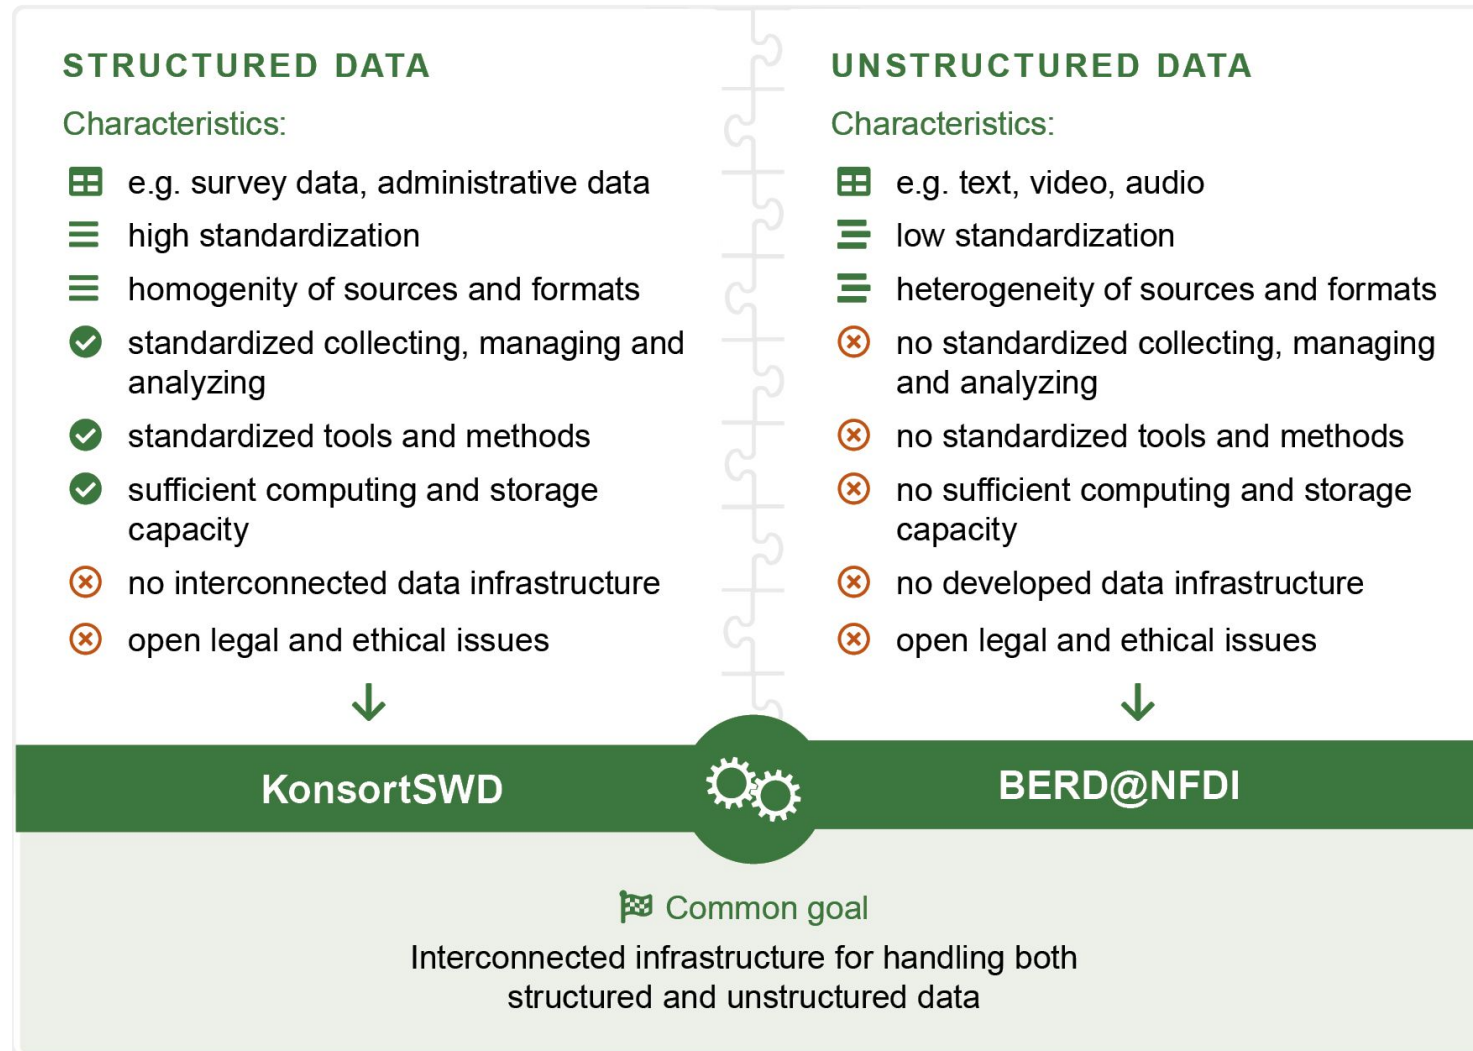 STRUCTURED DATA
Characteristics:
e.g. survey data, administrative data
high standardization
homogenity of sources and formats
standardized collecting, managing and
analyzing
standardized tools and methods
sufficient computing and storage
capacity
no interconnected data infrastructure
open legal and ethical issues
UNSTRUCTURED DATA
Characteristics:
e.g. text, video, audio
low standardization
heterogeneity of sources and formats
no standardized collecting, managing
and analyzing
no standardized tools and methods
no sufficient computing and storage
capacity
no developed data infrastructure
open legal and ethical issues
KonsortSWD
BERD@NFDI
Common goal
Interconnected infrastructure for handling both
structured and unstructured data